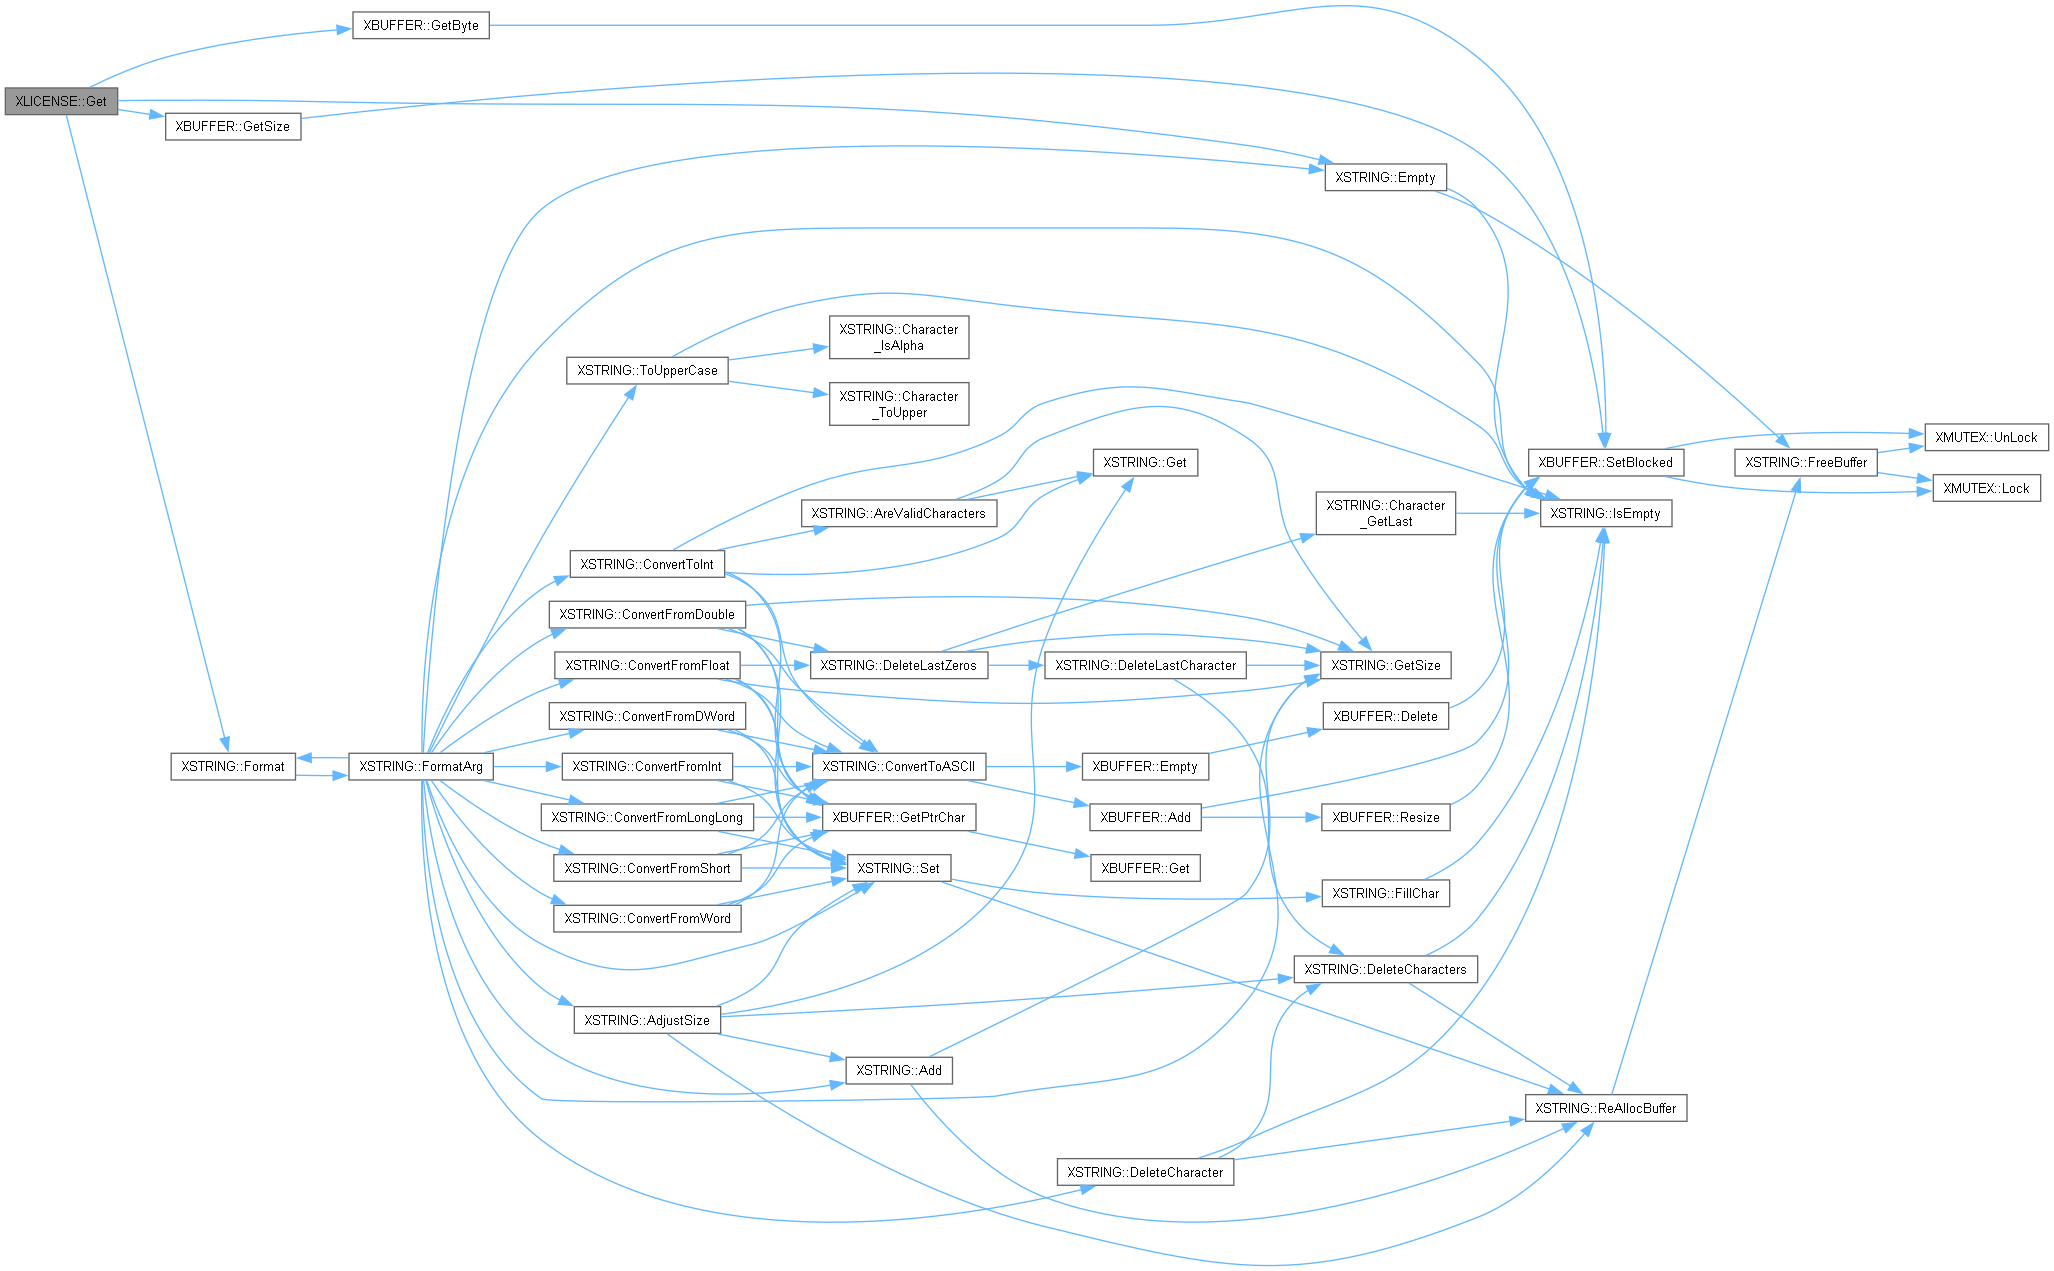 XBUFFER::GetByte
XLICENSE::Get
XBUFFER::GetSize
XSTRING::Empty
XSTRING::Character
_IsAlpha
XSTRING::ToUpperCase
XSTRING::Character
_ToUpper
XMUTEX::UnLock
XSTRING::Get
XBUFFER::SetBlocked
XSTRING::FreeBuffer
XMUTEX::Lock
XSTRING::AreValidCharacters
XSTRING::Character
_GetLast
XSTRING::IsEmpty
XSTRING::ConvertToInt
XSTRING::ConvertFromDouble
XSTRING::ConvertFromFloat
XSTRING::DeleteLastZeros
XSTRING::DeleteLastCharacter
XSTRING::GetSize
XSTRING::ConvertFromDWord
XBUFFER::Delete
XSTRING::Format
XSTRING::FormatArg
XSTRING::ConvertFromInt
XSTRING::ConvertToASCII
XBUFFER::Empty
XSTRING::ConvertFromLongLong
XBUFFER::GetPtrChar
XBUFFER::Add
XBUFFER::Resize
XSTRING::ConvertFromShort
XSTRING::Set
XBUFFER::Get
XSTRING::FillChar
XSTRING::ConvertFromWord
XSTRING::DeleteCharacters
XSTRING::AdjustSize
XSTRING::Add
XSTRING::ReAllocBuffer
XSTRING::DeleteCharacter